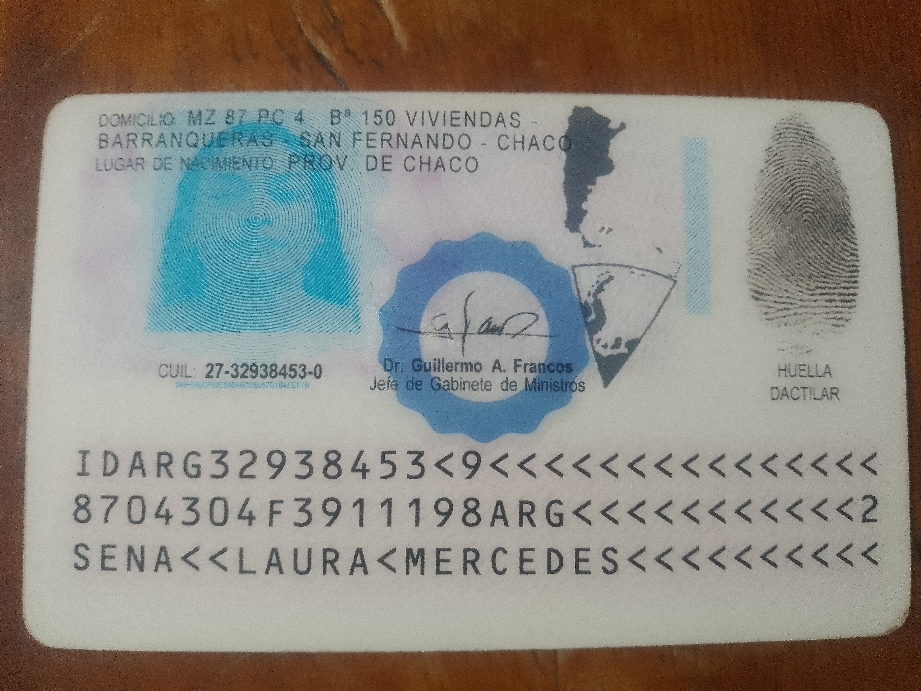 DOMICILIO: MZ 87 PC 4 Bº 150 VIVIENDAS -
BARRANQUERAS - SAN FERNANDO - CHACO
LUGAR DE NACIMIENTO: PROV. DE CHACO
CUIL: 27-32938453-0
Dr. Guillermo A. Francos
Jefe de Gabinete de Ministros
HUELLA
DACTILAR
IDARG32938453<9<<<<<<<<<<<<<<<
8704304F3911198ARG<<<<<<<<<<<2
SENA<<LAURA<MERCEDES<<<<<<<<<<